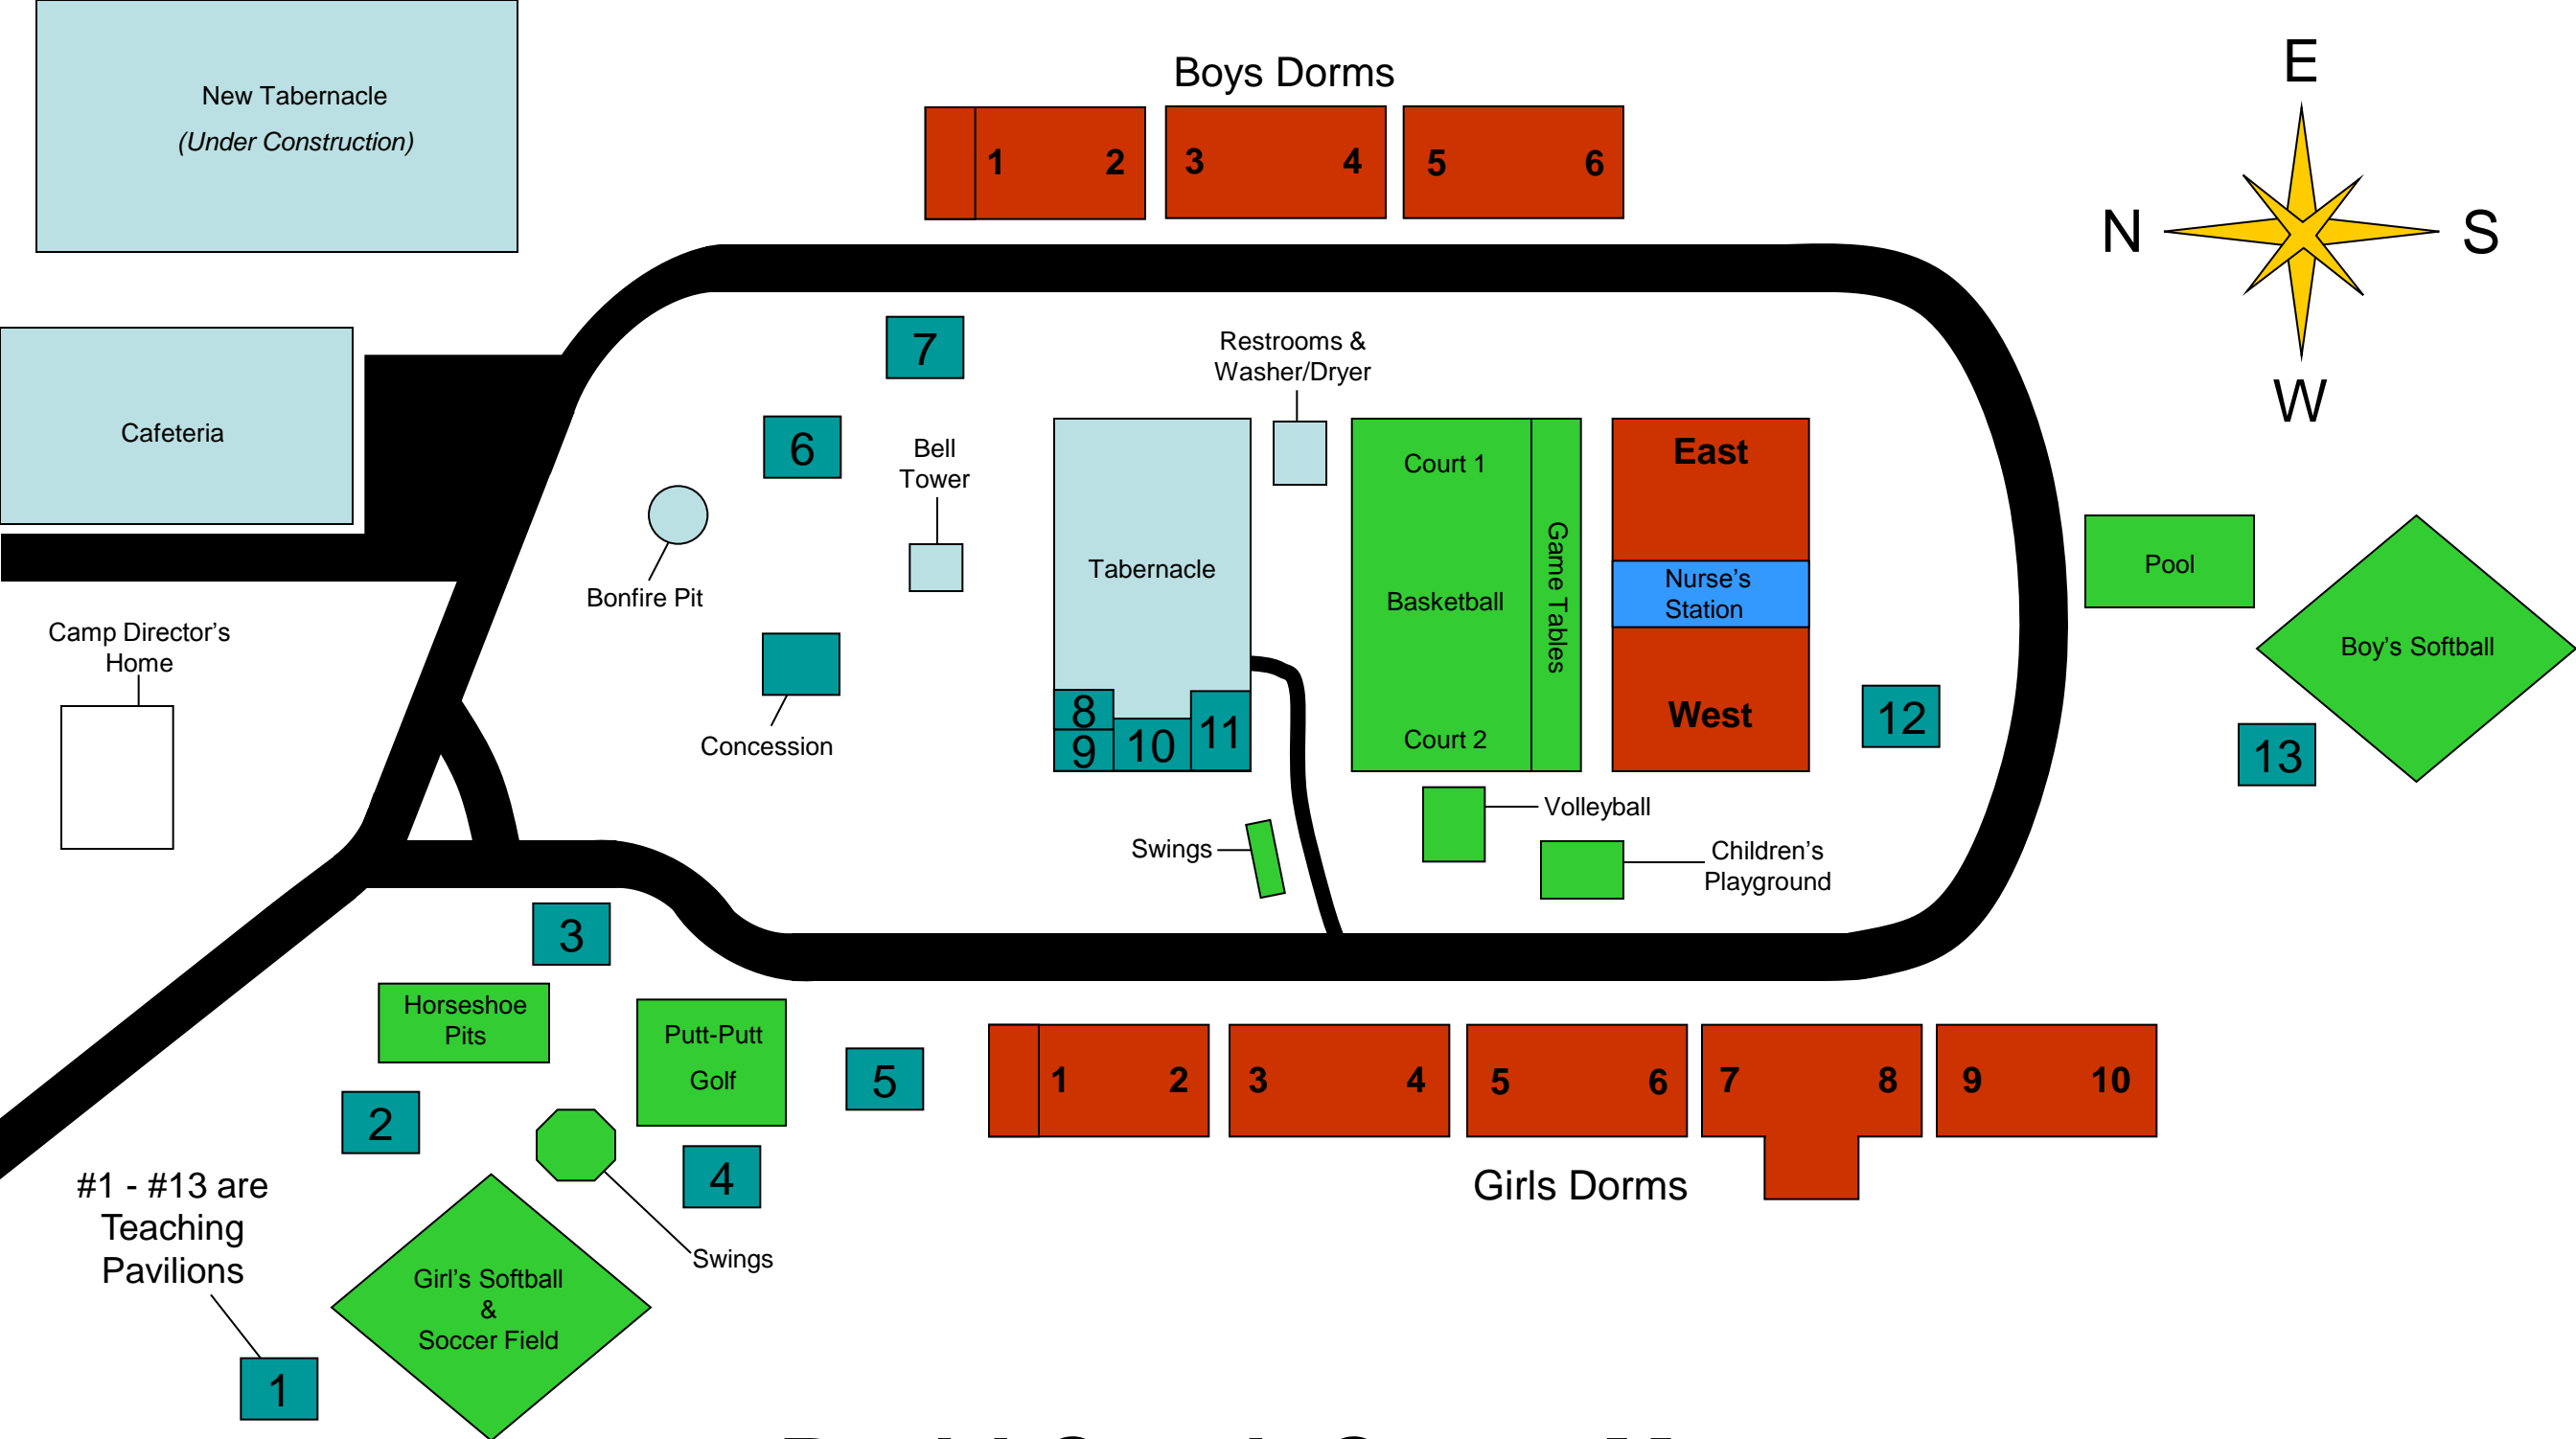 New Tabernacle
(Under Construction)
Boys Dorms
1 2 3 4 5 6
E
N S
W
Cafeteria
7
6
Restrooms &
Washer/Dryer
Bell
Tower
Bonfire Pit
Tabernacle
Court 1
Basketball
Court 2
Game Tables
East
Nurse's
Station
West
Pool
Boy's Softball
Camp Director's
Home
Concession
8
9
10
11
12
13
Volleyball
Swings
Children's
Playground
3
Horseshoe
Pits
Putt-Putt
Golf
5
1 2 3 4 5 6 7 8 9 10
Girls Dorms
2
4
#1 - #13 are
Teaching
Pavilions
Swings
Girl's Softball
&
Soccer Field
1